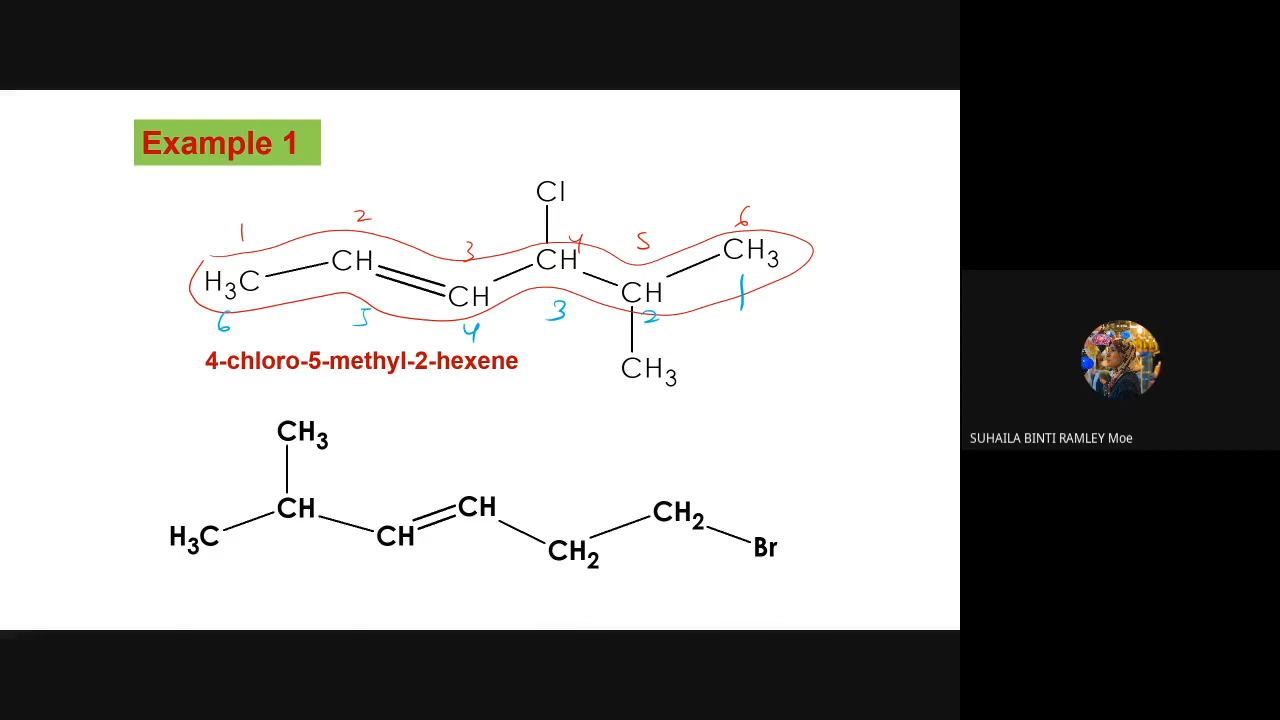 Example 1
Cl
1 2 3 4 5 6
H3C CH CH CH CH CH3
6 5 4 3 2 1
4-chloro-5-methyl-2-hexene
CH3
CH3
H3C CH CH CH CH2 CH2 Br
SUHAILA BINTI RAMLEY Moe